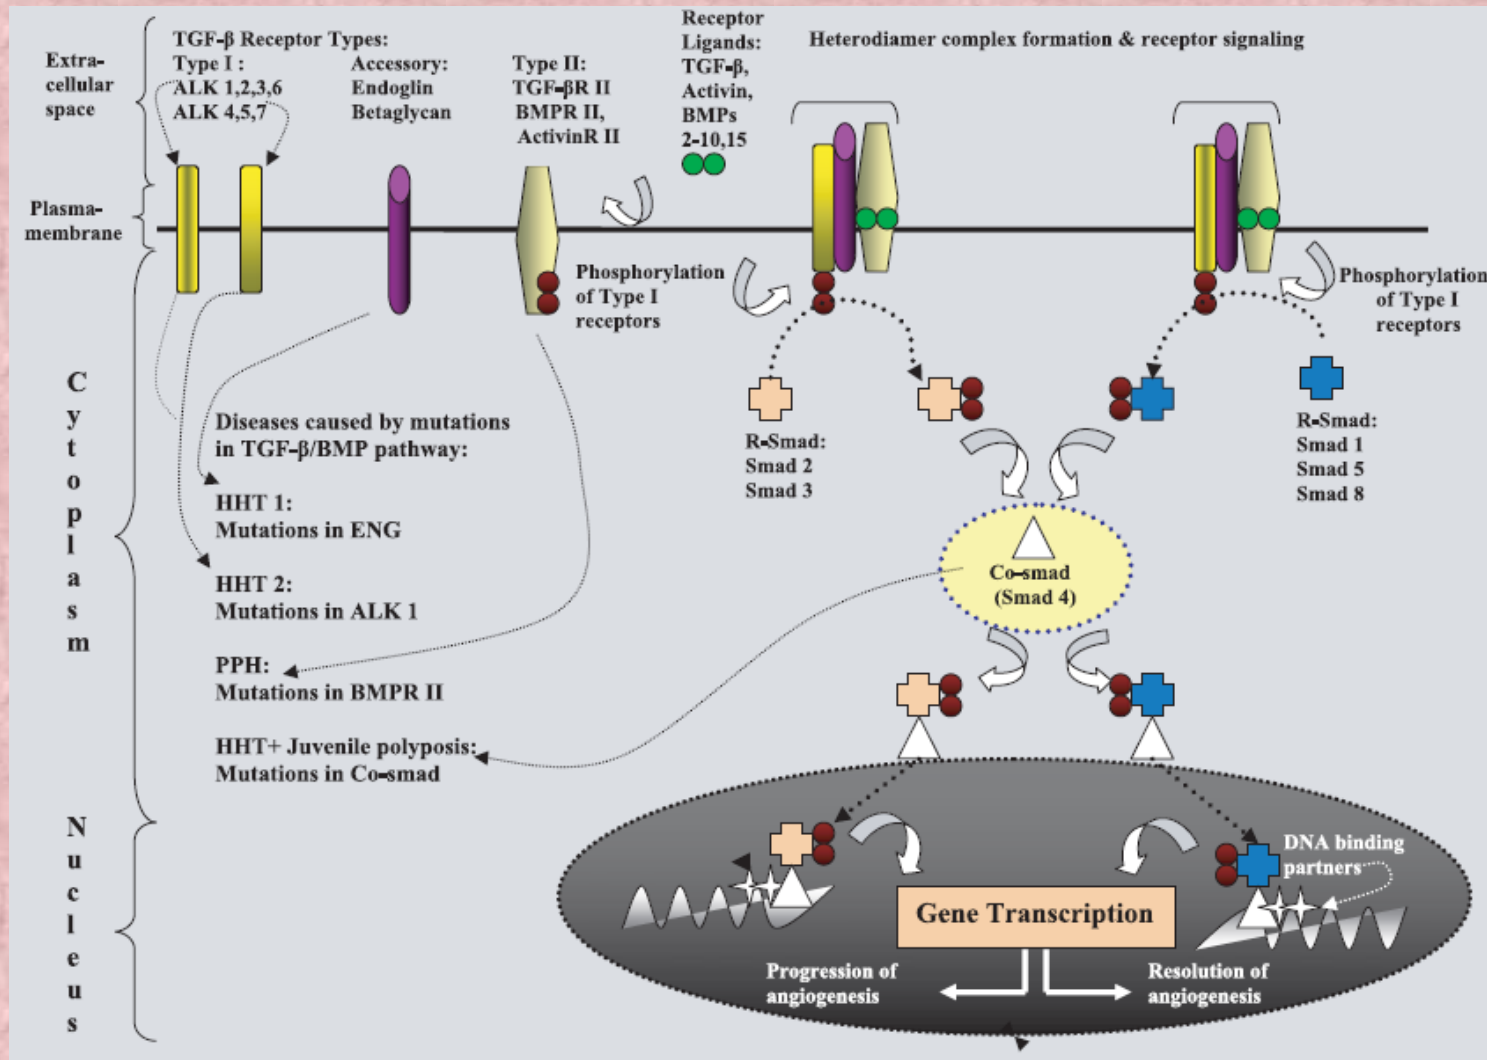 Extra-
cellular
space
TGF-β Receptor Types:
Type I :
ALK 1,2,3,6
ALK 4,5,7
Accessory:
Endoglin
Betaglycan
Type II:
TGF-βR II
BMPR II,
ActivinR II
Receptor
Ligands:
TGF-β,
Activin,
BMPs
2-10,15
Heterodiamer complex formation & receptor signaling
Plasma-
membrane
Phosphorylation
of Type I
receptors
Phosphorylation
of Type I
receptors
Cytoplasm
Diseases caused by mutations
in TGF-β/BMP pathway:
HHT 1:
Mutations in ENG
HHT 2:
Mutations in ALK 1
PPH:
Mutations in BMPR II
HHT+ Juvenile polyposis:
Mutations in Co-smad
R-Smad:
Smad 2
Smad 3
R-Smad:
Smad 1
Smad 5
Smad 8
Co-smad
(Smad 4)
Nucleus
DNA binding
partners
Gene Transcription
Progression of
angiogenesis
Resolution of
angiogenesis